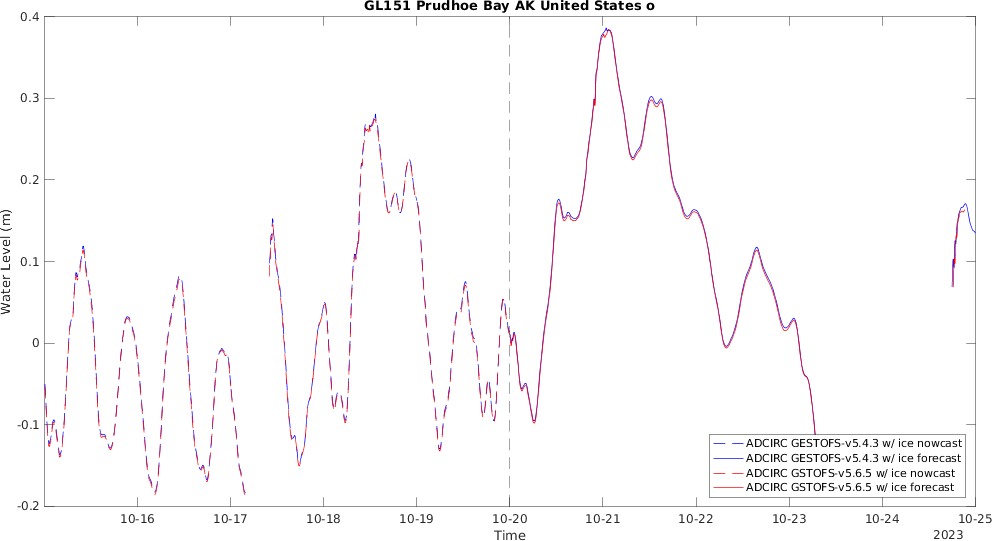 GL151 Prudhoe Bay AK United States o
Water Level (m)
0.4
0.3
0.2
0.1
0
-0.1
-0.2
ADCIRC GESTOFS-v5.4.3 w/ ice nowcast
ADCIRC GESTOFS-v5.4.3 w/ ice forecast
ADCIRC GSTOFS-v5.6.5 w/ ice nowcast
ADCIRC GSTOFS-v5.6.5 w/ ice forecast
10-16 10-17 10-18 10-19 10-20 10-21 10-22 10-23 10-24 10-25
Time
2023